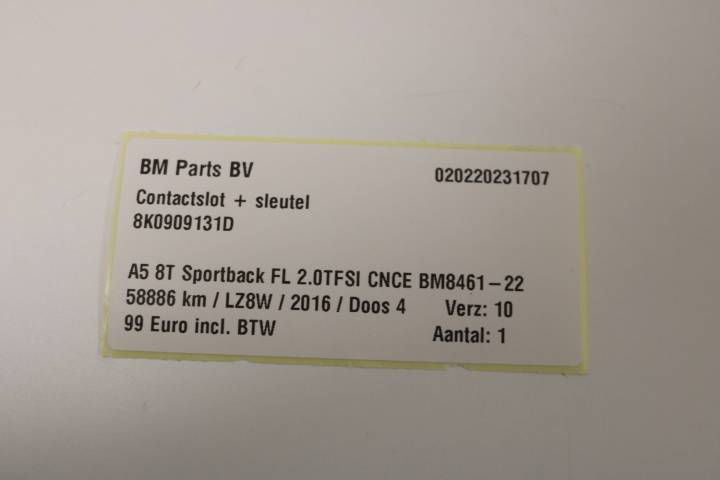 BM Parts BV 020220231707
Contactslot + sleutel
8K0909131D
A5 8T Sportback FL 2.0TFSI CNCE BM8461-22
58886 km / LZ8W / 2016 / Doos 4 Verz: 10
99 Euro incl. BTW Aantal: 1